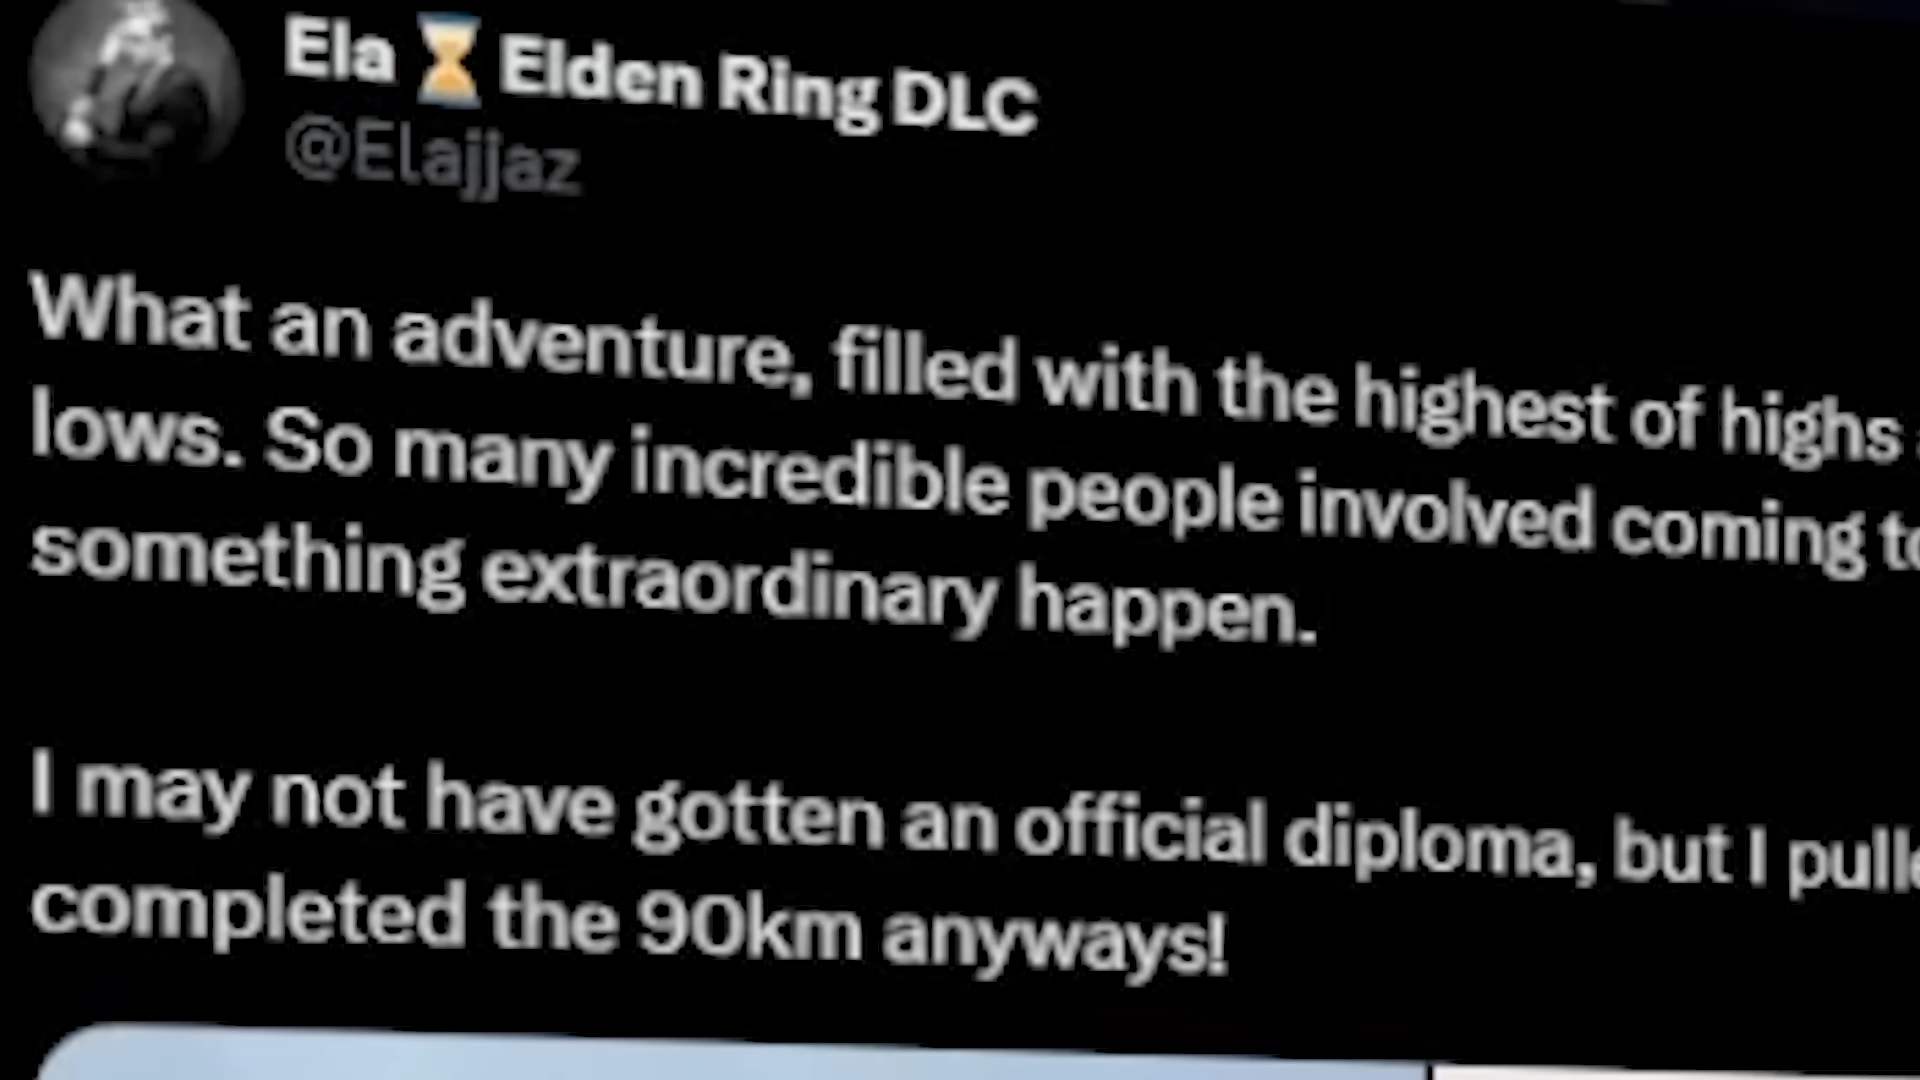 Ela ⏳ Elden Ring DLC
@Elajjaz
What an adventure, filled with the highest of highs
lows. So many incredible people involved coming
something extraordinary happen.
I may not have gotten an official diploma, but I
completed the 90km anyways!